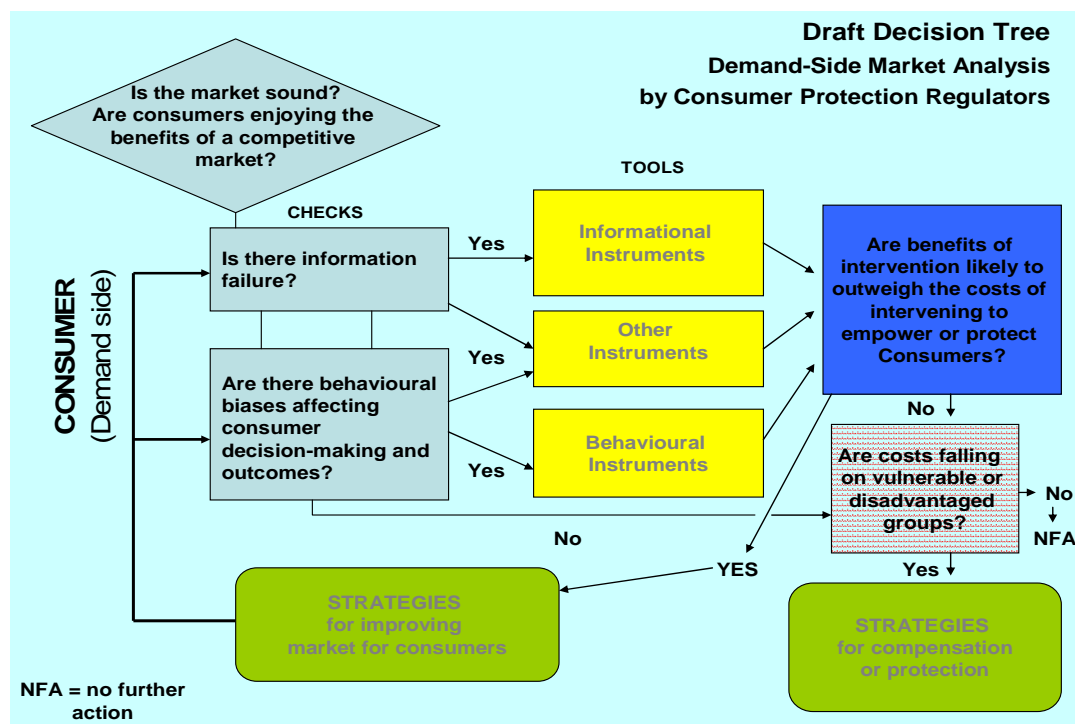 Draft Decision Tree
Demand-Side Market Analysis
by Consumer Protection Regulators
Is the market sound?
Are consumers enjoying the
benefits of a competitive
market?
CHECKS
TOOLS
CONSUMER
(Demand side)
Is there information
failure?
Yes
Informational
Instruments
Are benefits of
intervention likely to
outweigh the costs of
intervening to
empower or protect
Consumers?
Yes
Other
Instruments
Are there behavioural
biases affecting
consumer
decision-making and
outcomes?
Yes
Behavioural
Instruments
No
Are costs falling
on vulnerable or
disadvantaged
groups?
No
NFA
No
YES
Yes
STRATEGIES
for improving
market for consumers
STRATEGIES
for compensation
or protection
NFA = no further
action